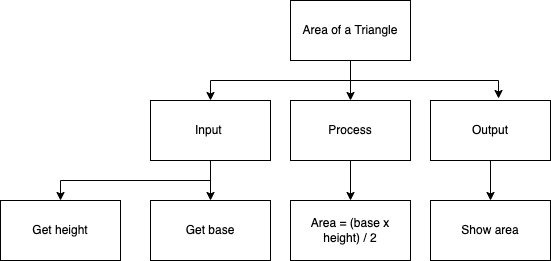 Area of a Triangle
Input
Process
Output
Get height
Get base
Area = (base x
height) / 2
Show area